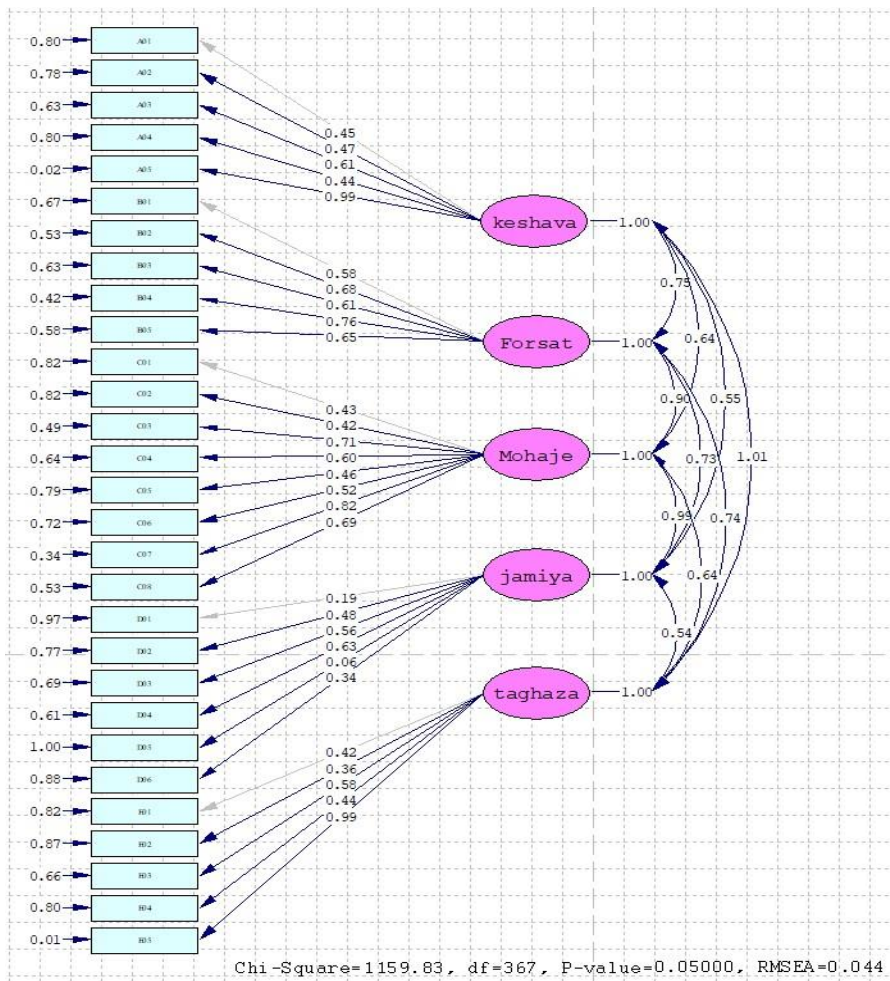 0.80 A01
0.78 A02
0.63 A03
0.80 A04
0.02 A05
0.67 B01
0.53 B02
0.63 B03
0.42 B04
0.58 B05
0.82 C01
0.82 C02
0.49 C03
0.64 C04
0.79 C05
0.72 C06
0.34 C07
0.53 C08
0.97 D01
0.77 D02
0.69 D03
0.61 D04
1.00 D05
0.88 D06
0.82
0.87
0.66
0.80
0.01
0.45
0.47
0.61
0.44
0.99
0.58
0.68
0.61
0.76
0.65
0.43
0.42
0.71
0.60
0.46
0.52
0.82
0.69
0.19
0.48
0.56
0.63
0.06
0.34
0.42
0.36
0.58
0.44
0.99
keshava 1.00
Forsat 1.00
Mohaje 1.00
jamiya 1.00
taghaza 1.00
0.75
0.64
0.90
0.55
0.73
1.01
0.99
0.74
0.64
0.54
Chi-Square=1159.83, df=367, P-value=0.05000, RMSEA=0.044